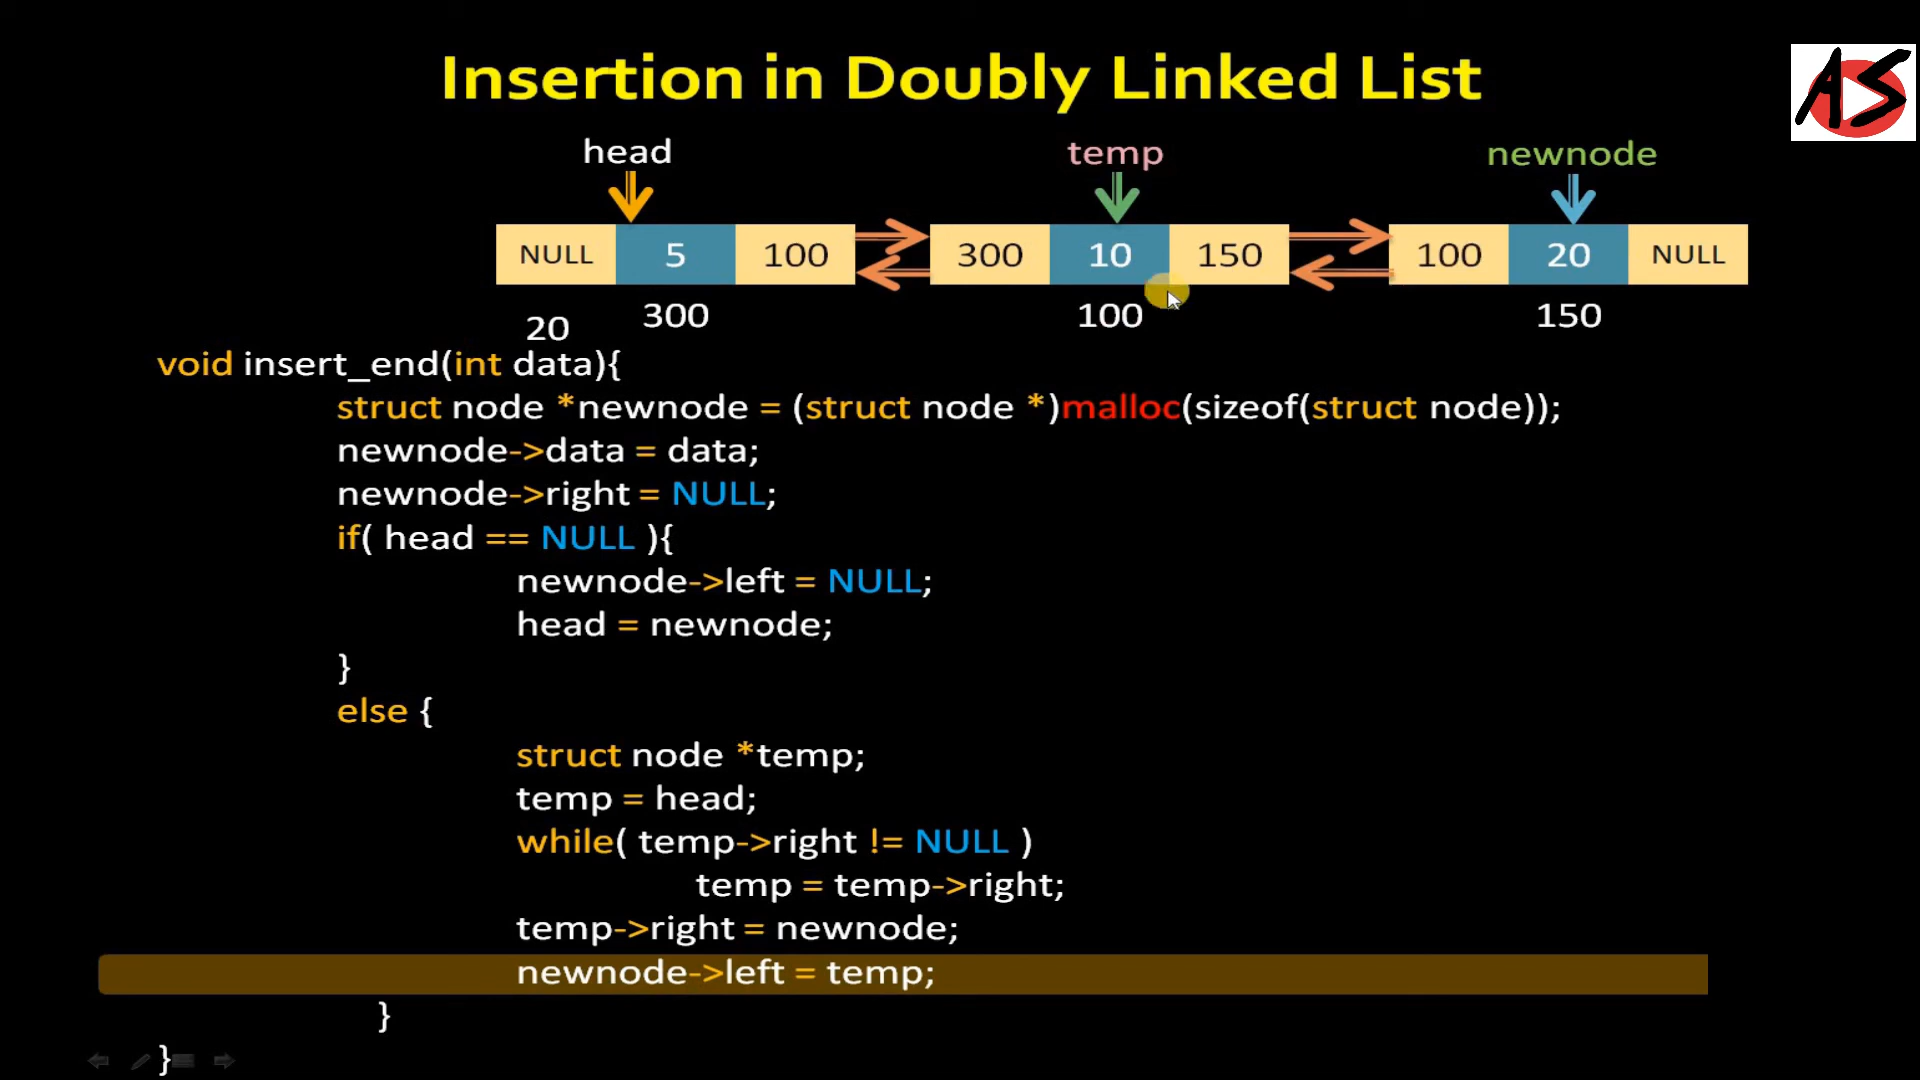 Insertion in Doubly Linked List
AS
head temp newnode
NULL 5 100 300 10 150 100 20 NULL
20 300 100 150
void insert_end(int data){
struct node *newnode = (struct node *)malloc(sizeof(struct node));
newnode->data = data;
newnode->right = NULL;
if( head == NULL ){
newnode->left = NULL;
head = newnode;
}
else {
struct node *temp;
temp = head;
while( temp->right != NULL )
temp = temp->right;
temp->right = newnode;
newnode->left = temp;
}
}